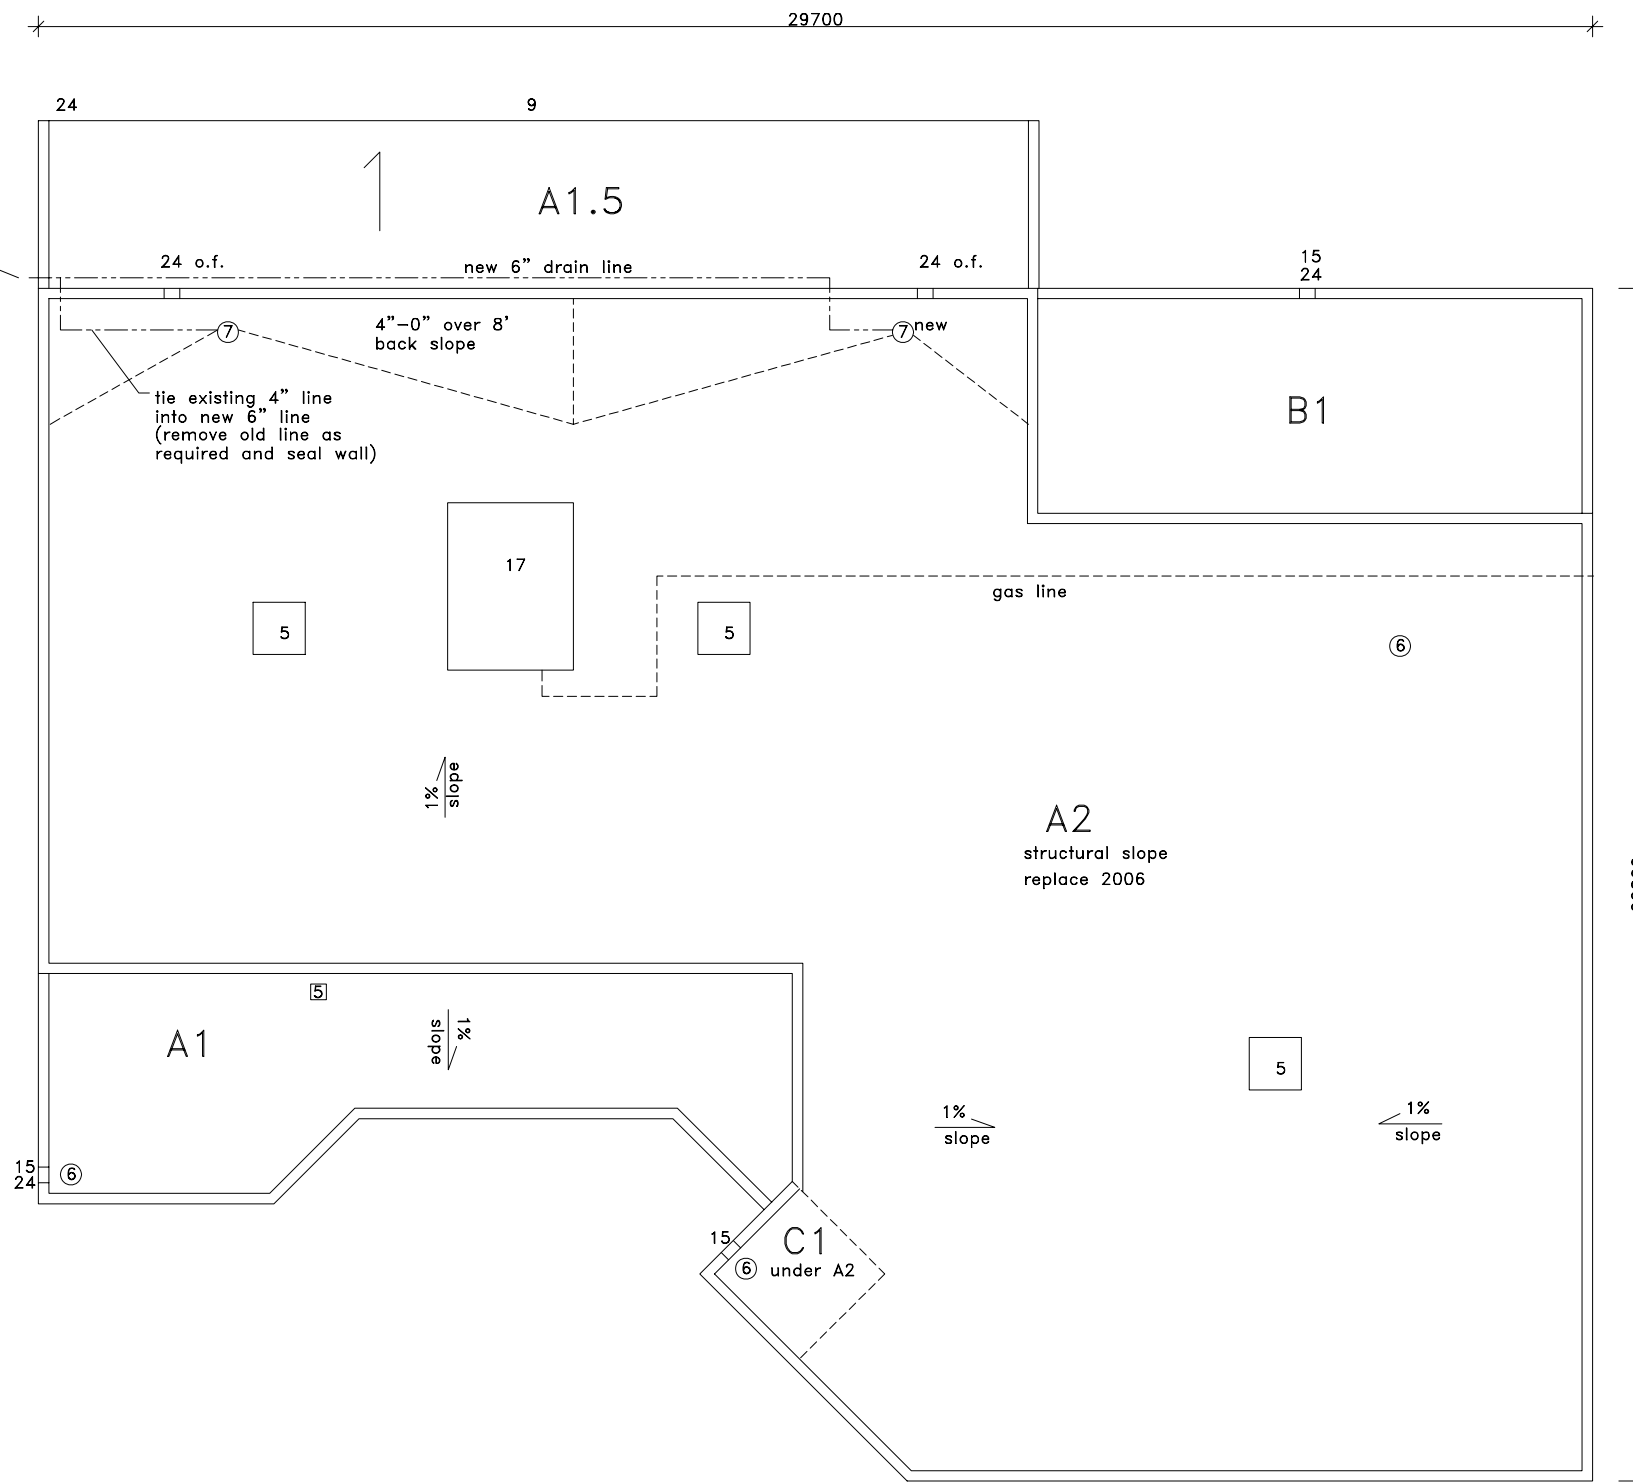 29700
24
9
1
A1.5
24 o.f.
new 6” drain line
24 o.f.
15
24
7
4”-0” over 8'
back slope
7
new
tie existing 4” line
into new 6” line
(remove old line as
required and seal wall)
B1
17
gas line
5
5
6
1%
slope
A2
structural slope
replace 2006
5
A1
1%
slope
5
1%
slope
1%
slope
15
24
6
15
C1
6
under A2